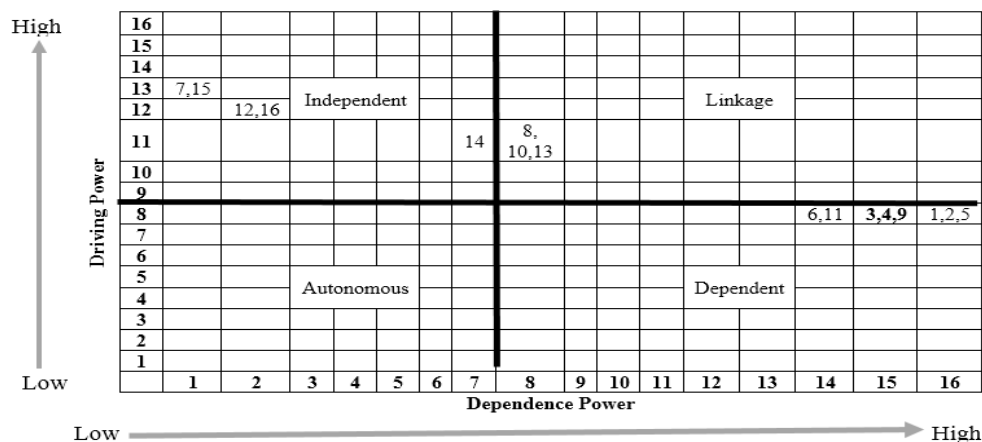 High
16
15
14
13 7,15 Independent Linkage
12 12,16
11 14 8,
10,13
10
9
8 6,11 3,4,9 1,2,5
7
6
5 Autonomous Dependent
4
3
2
1
Driving Power
Low
1 2 3 4 5 6 7 8 9 10 11 12 13 14 15 16
Dependence Power
Low High